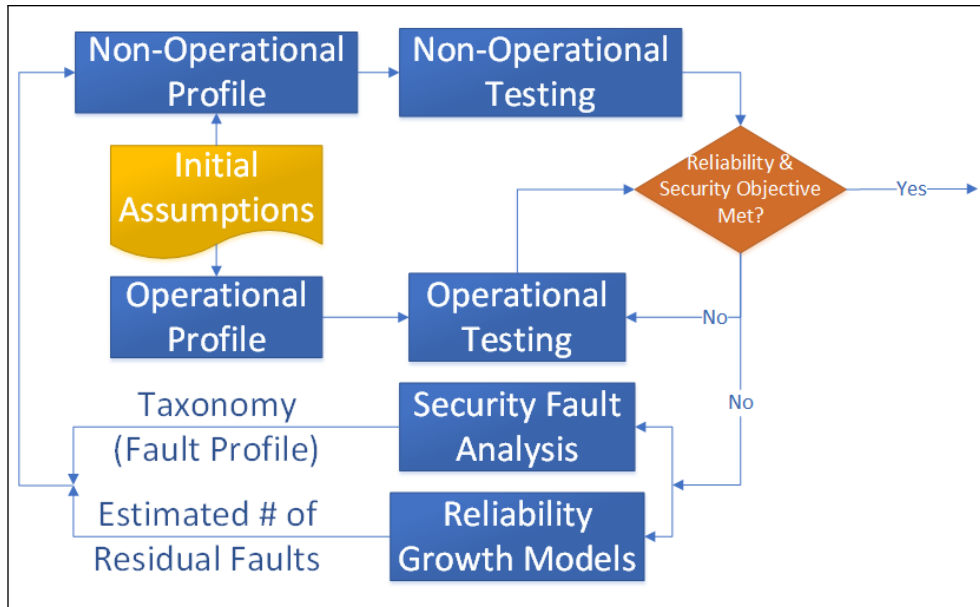 Non-Operational
Profile
Non-Operational
Testing
Initial
Assumptions
Reliability &
Security Objective
Met?
Yes
Operational
Profile
Operational
Testing
No
No
Taxonomy
(Fault Profile)
Security Fault
Analysis
Estimated # of
Residual Faults
Reliability
Growth Models